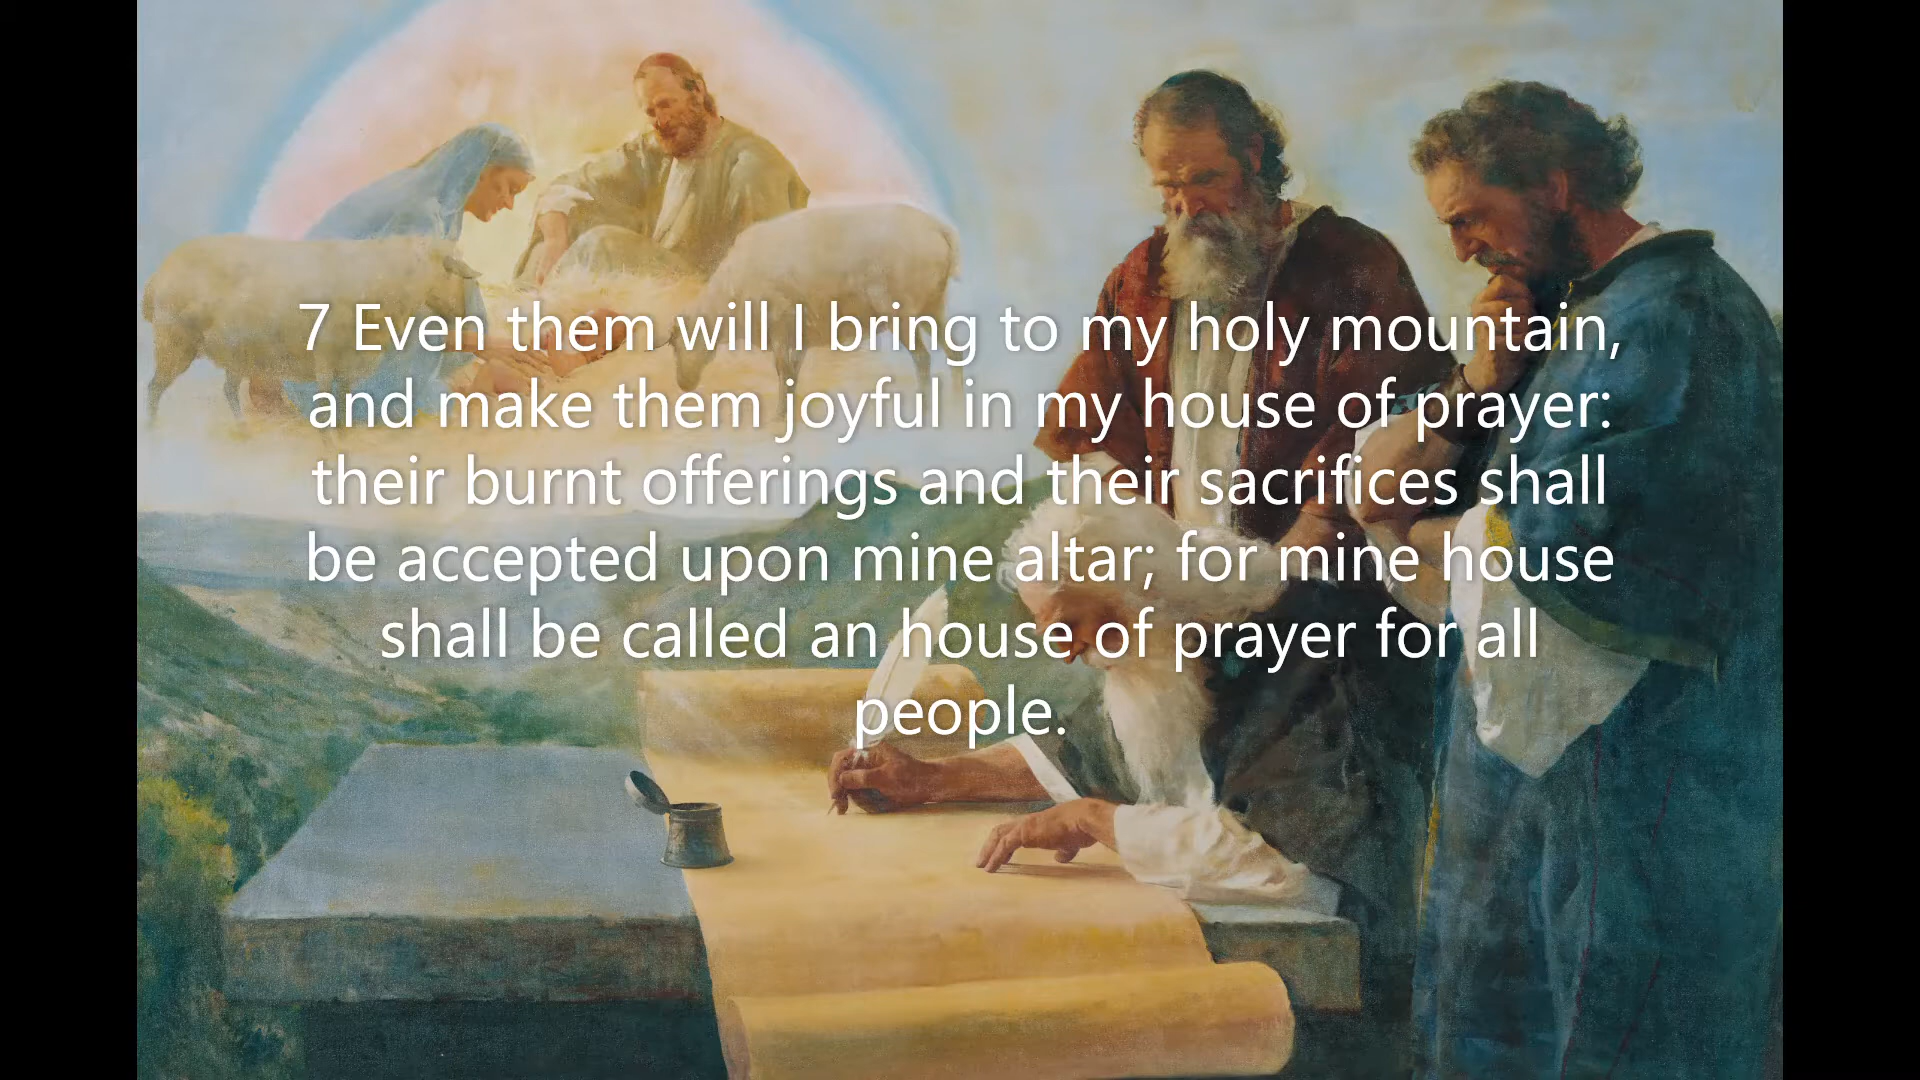 7 Even them will I bring to my holy mountain,
and make them joyful in my house of prayer:
their burnt offerings and their sacrifices shall
be accepted upon mine altar; for mine house
shall be called an house of prayer for all
people.